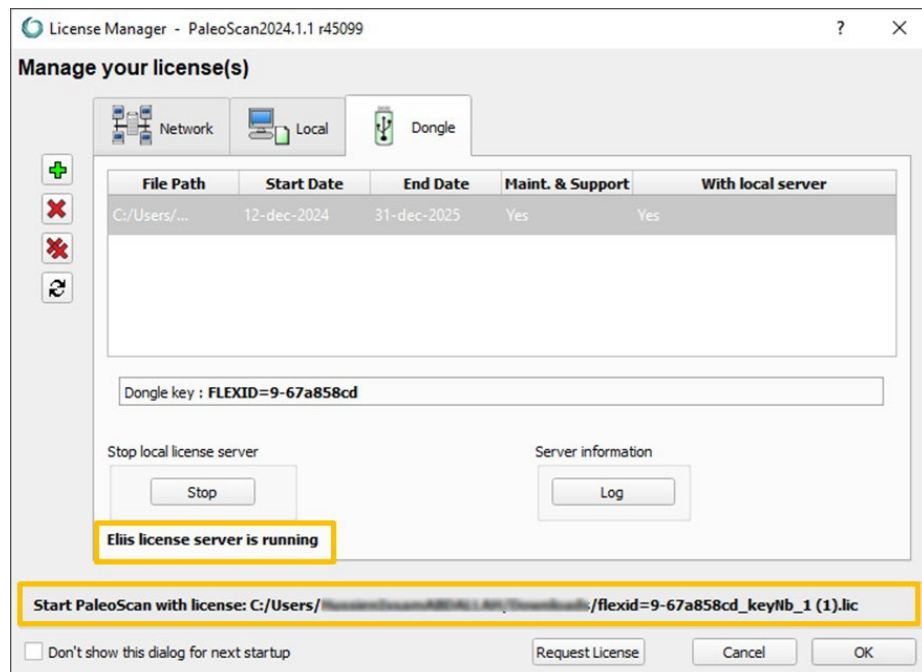 License Manager - PaleoScan2024.1.1 r45099
Manage your license(s)
Network Local Dongle
File Path Start Date End Date Maint. & Support With local server
C:/Users/... 12-dec-2024 31-dec-2025 Yes Yes
Dongle key : FLEXID=9-67a858cd
Stop local license server Server information
Stop Log
Eliis license server is running
Start PaleoScan with license: C:/Users/ /flexid=9-67a858cd_keyNb_1 (1).lic
Don't show this dialog for next startup Request License Cancel OK